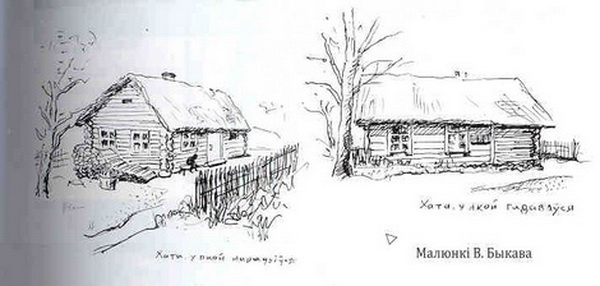 Хата, у якой нарадзіўся
Хата, у якой гадаваўся
Малюнкі В. Быкава